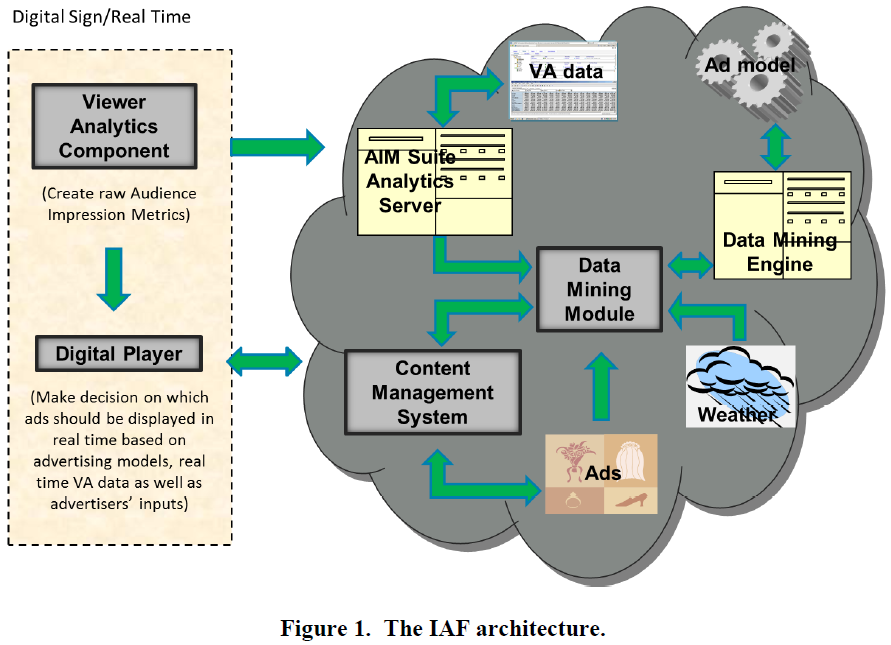 Digital Sign/Real Time
Viewer
Analytics
Component
(Create raw Audience
Impression Metrics)
Digital Player
(Make decision on which
ads should be displayed in
real time based on
advertising models, real
time VA data as well as
advertisers' inputs)
VA data
Ad model
AIM Suite
Analytics
Server
Data Mining
Engine
Data
Mining
Module
Content
Management
System
Weather
Ads
Figure 1. The IAF architecture.